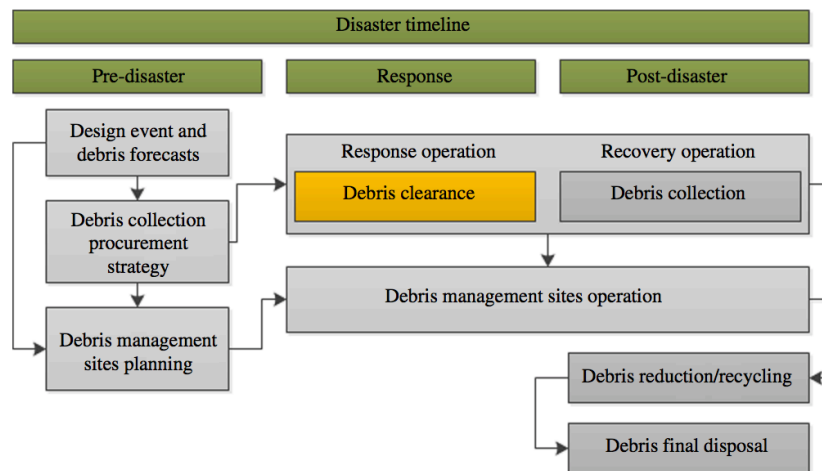 Disaster timeline
Pre-disaster
Response
Post-disaster
Design event and
debris forecasts
Debris collection
procurement
strategy
Debris management
sites planning
Response operation
Recovery operation
Debris clearance
Debris collection
Debris management sites operation
Debris reduction/recycling
Debris final disposal